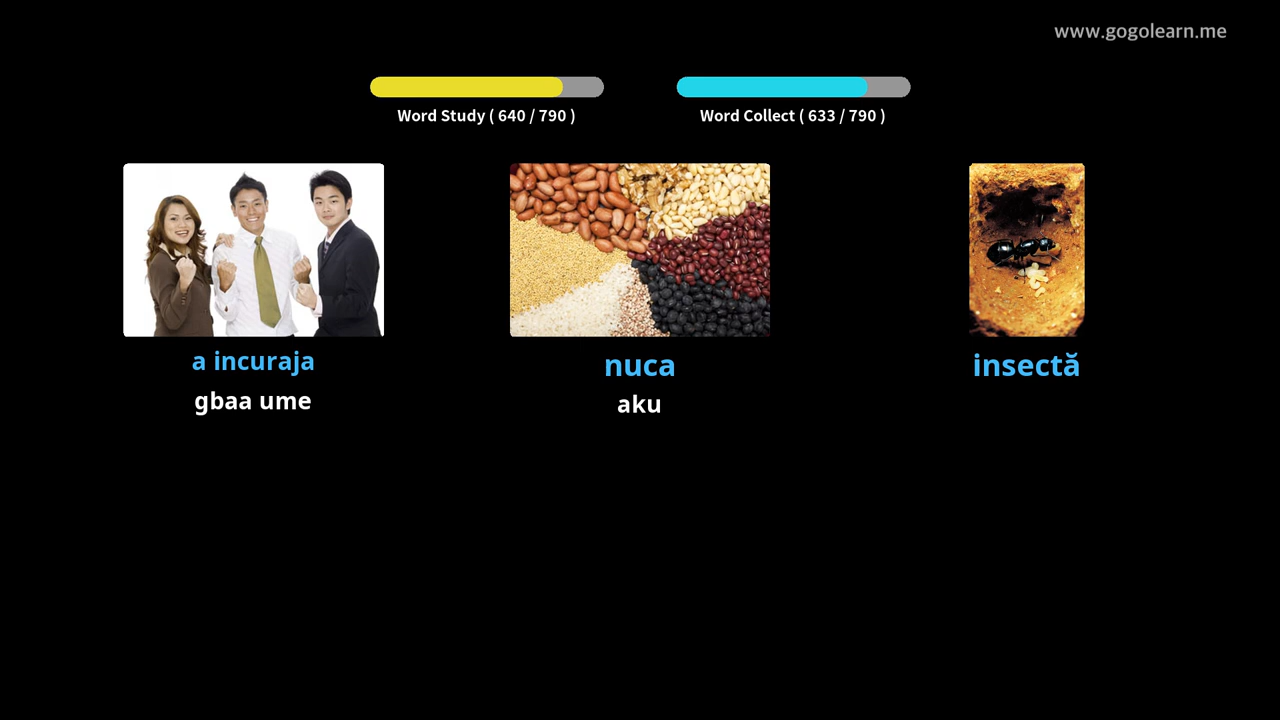 www.gogolearn.me
Word Study ( 640 / 790 )
Word Collect ( 633 / 790 )
a incuraja
gbaa ume
nuca
aku
insectă